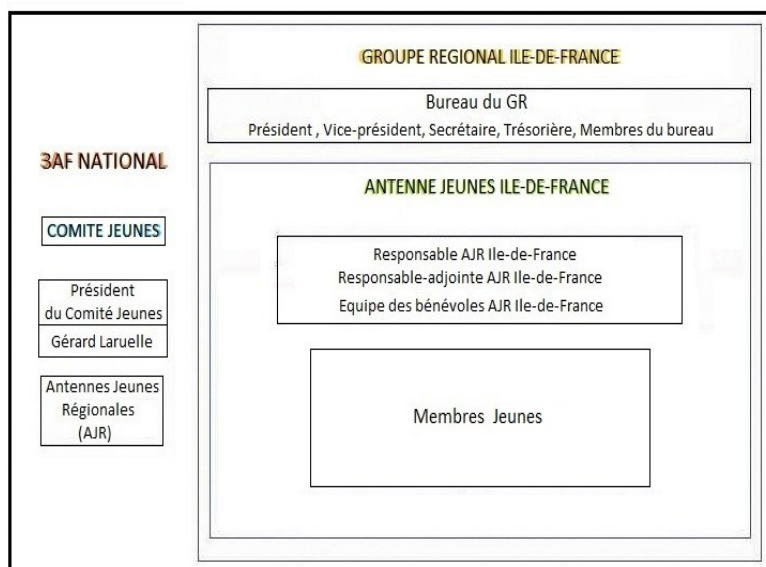 3AF NATIONAL
COMITE JEUNES
Président
du Comité Jeunes
Gérard Laruelle
Antennes Jeunes
Régionales
(AJR)
GROUPE REGIONAL ILE-DE-FRANCE
Bureau du GR
Président , Vice-président, Secrétaire, Trésorière, Membres du bureau
ANTENNE JEUNES ILE-DE-FRANCE
Responsable AJR Ile-de-France
Responsable-adjointe AJR Ile-de-France
Equipe des bénévoles AJR Ile-de-France
Membres Jeunes